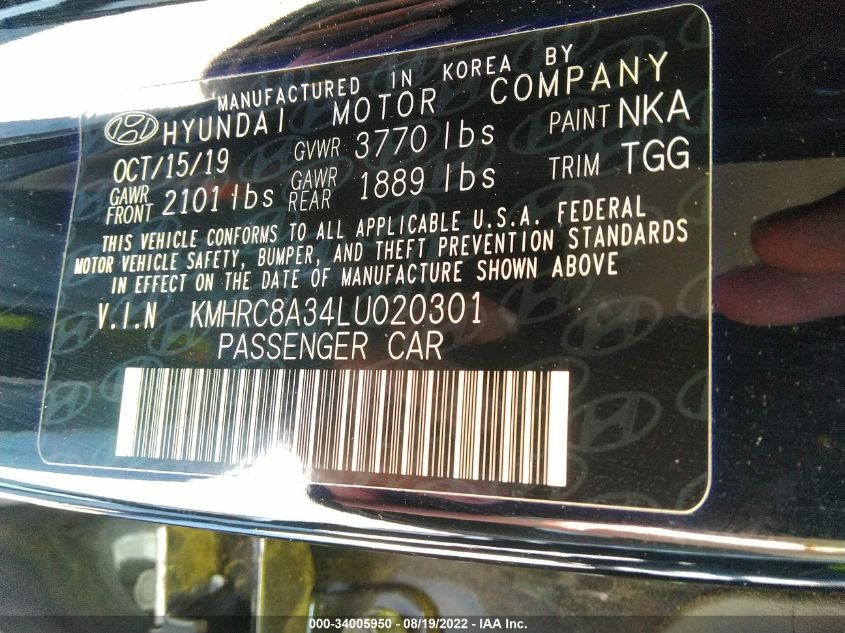 MANUFACTURED IN KOREA BY
HYUNDAI MOTOR COMPANY
OCT/15/19 GVWR 3770 lbs PAINT NKA
GAWR FRONT 2101 lbs GAWR REAR 1889 lbs TRIM TGG
THIS VEHICLE CONFORMS TO ALL APPLICABLE U.S.A. FEDERAL
MOTOR VEHICLE SAFETY, BUMPER, AND THEFT PREVENTION STANDARDS
IN EFFECT ON THE DATE OF MANUFACTURE SHOWN ABOVE
V.I.N KMHRC8A34LU020301
PASSENGER CAR
000-34005950 - 08/19/2022 - IAA Inc.